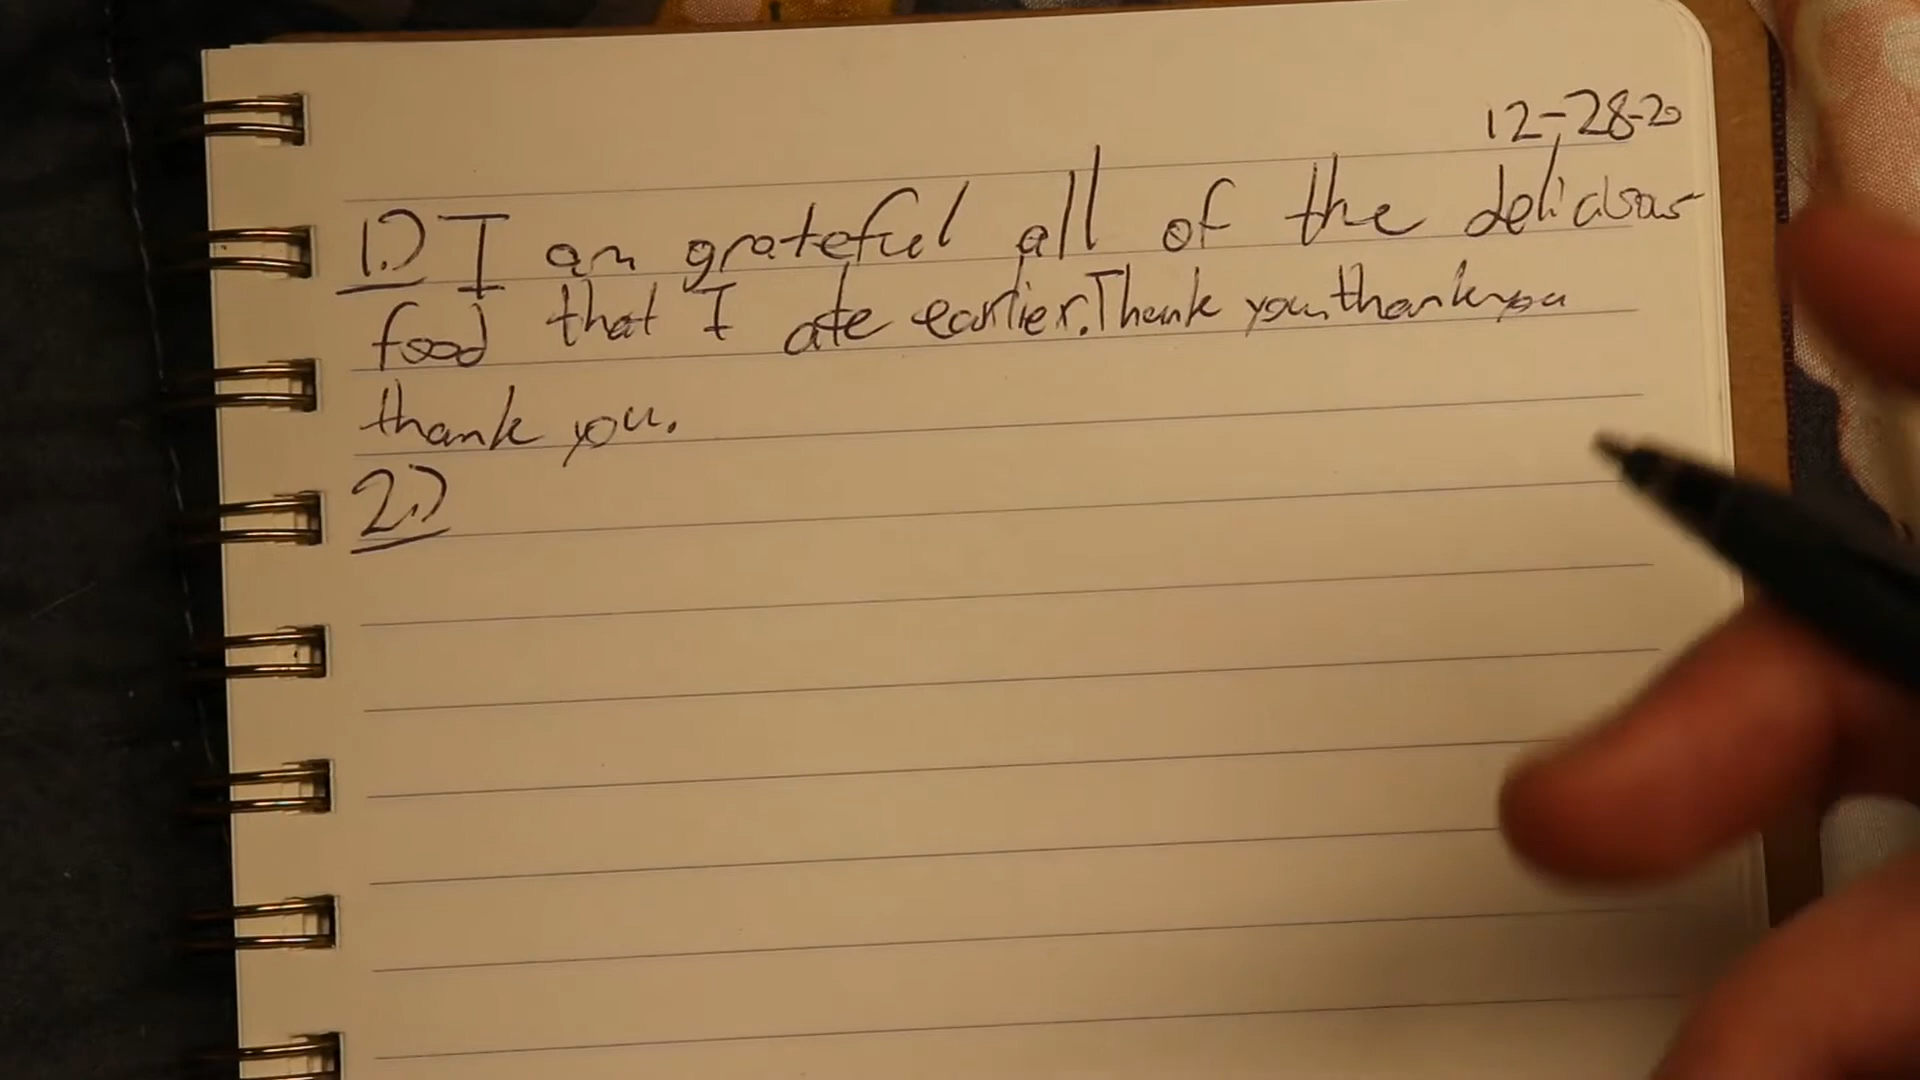 12-28-20
1.) I am grateful all of the delicious
food that I ate earlier. Thank you thank you
thank you.
2.)